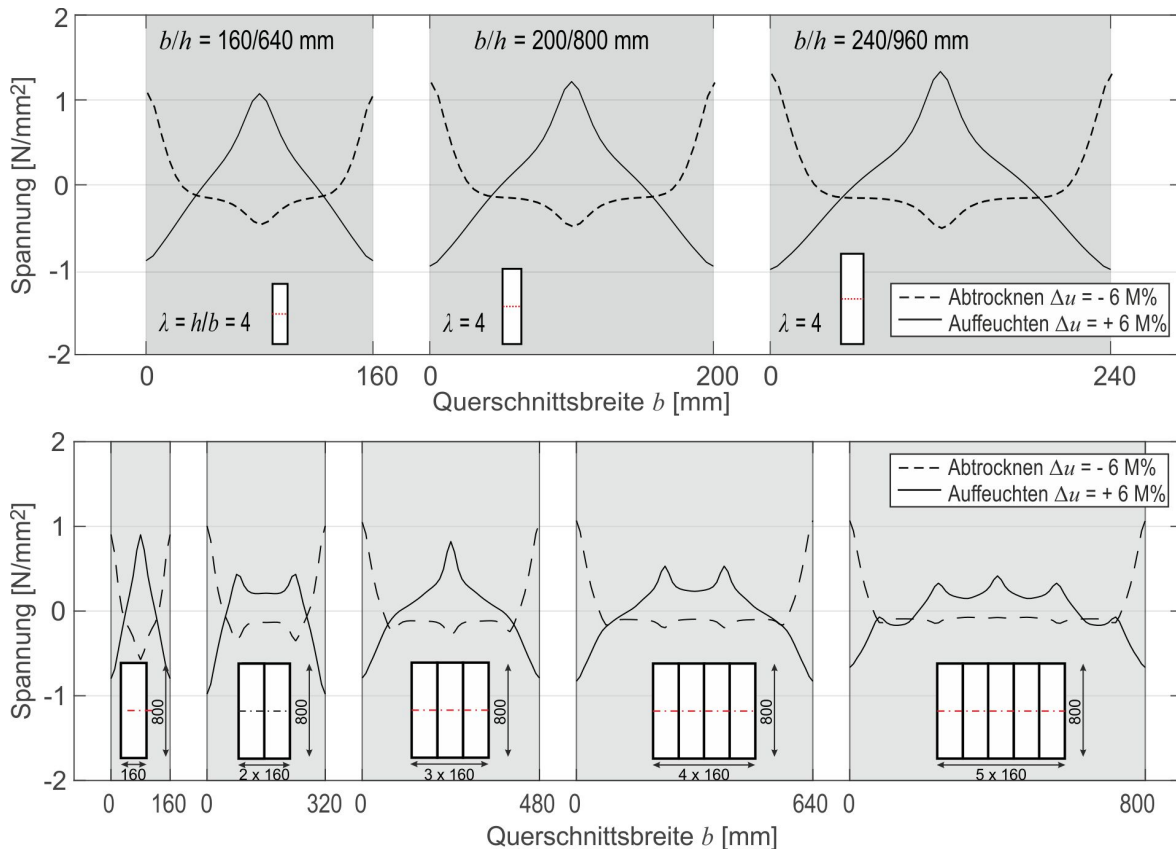 2
1
0
-1
-2
Spannung [N/mm²]
b/h = 160/640 mm
b/h = 200/800 mm
b/h = 240/960 mm
λ = h/b = 4
λ = 4
λ = 4
Abtrocknen Δu = - 6 M%
Auffeuchten Δu = + 6 M%
0
160
0
200
0
240
Querschnittsbreite b [mm]
2
1
0
-1
-2
Spannung [N/mm²]
Abtrocknen Δu = - 6 M%
Auffeuchten Δu = + 6 M%
800
160
800
2 x 160
800
3 x 160
800
4 x 160
800
5 x 160
0
160
0
320
0
480
0
640
0
800
Querschnittsbreite b [mm]